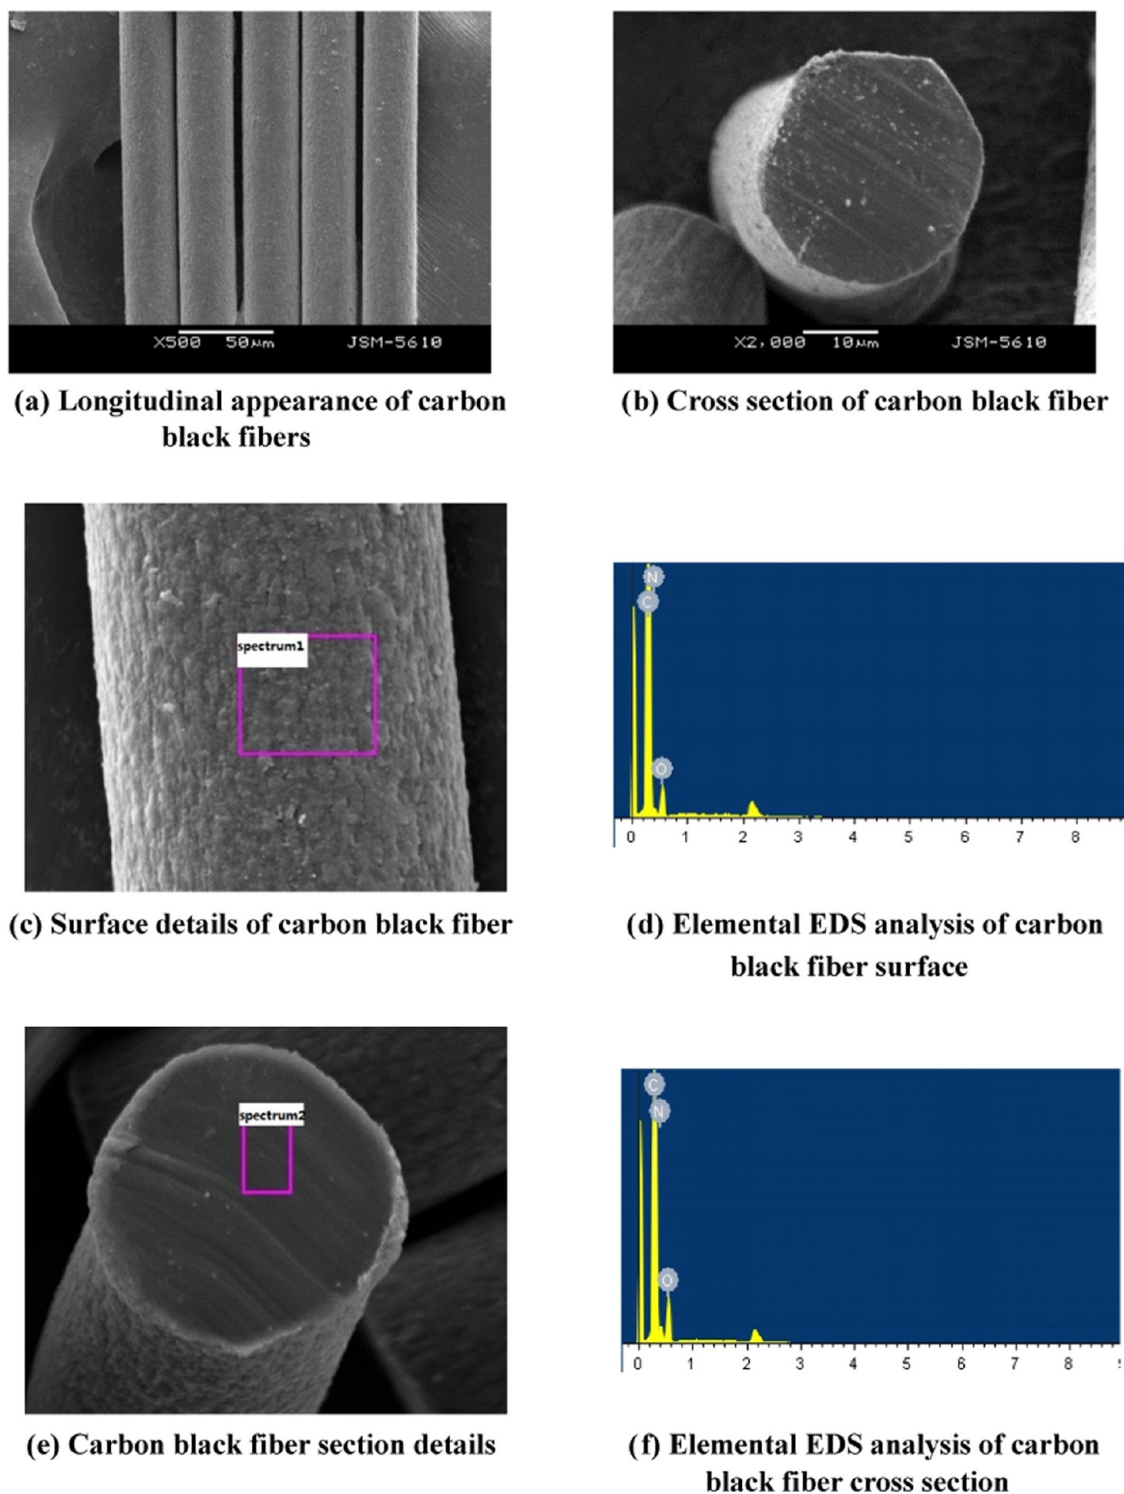 X500 50µm JSM-5610
X2,000 10µm JSM-5610
(a) Longitudinal appearance of carbon
black fibers
(b) Cross section of carbon black fiber
spectrum1
N
C
O
0 1 2 3 4 5 6 7 8
(c) Surface details of carbon black fiber
(d) Elemental EDS analysis of carbon
black fiber surface
spectrum2
C
N
O
0 1 2 3 4 5 6 7 8
(e) Carbon black fiber section details
(f) Elemental EDS analysis of carbon
black fiber cross section